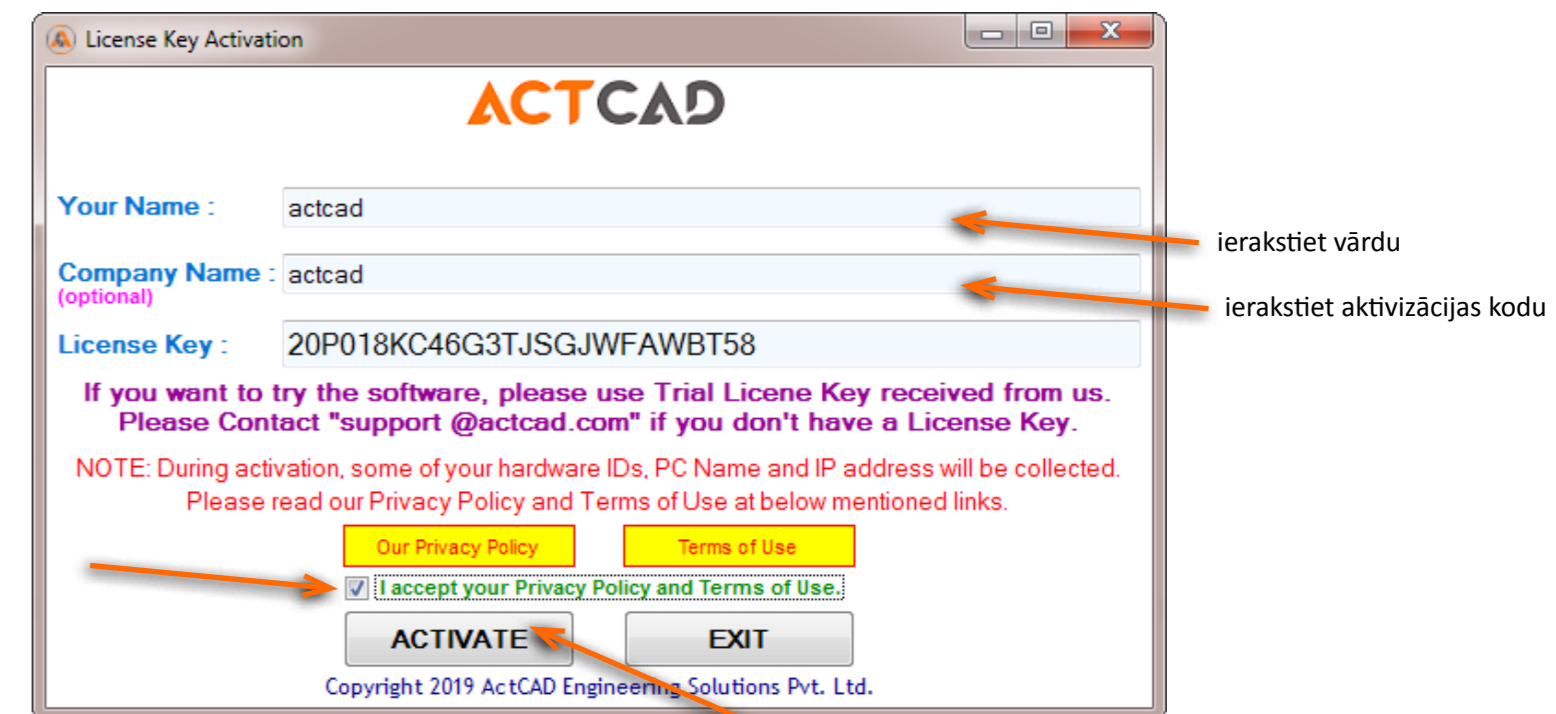 License Key Activation
ACTCAD
Your Name : actcad
ierakstiet vārdu
Company Name : actcad
(optional)
ierakstiet aktivizācijas kodu
License Key : 20P018KC46G3TJSGJWFAWBT58
If you want to try the software, please use Trial Licene Key received from us.
Please Contact "support @actcad.com" if you don't have a License Key.
NOTE: During activation, some of your hardware IDs, PC Name and IP address will be collected.
Please read our Privacy Policy and Terms of Use at below mentioned links.
Our Privacy Policy Terms of Use
I accept your Privacy Policy and Terms of Use.
ACTIVATE EXIT
Copyright 2019 ActCAD Engineering Solutions Pvt. Ltd.